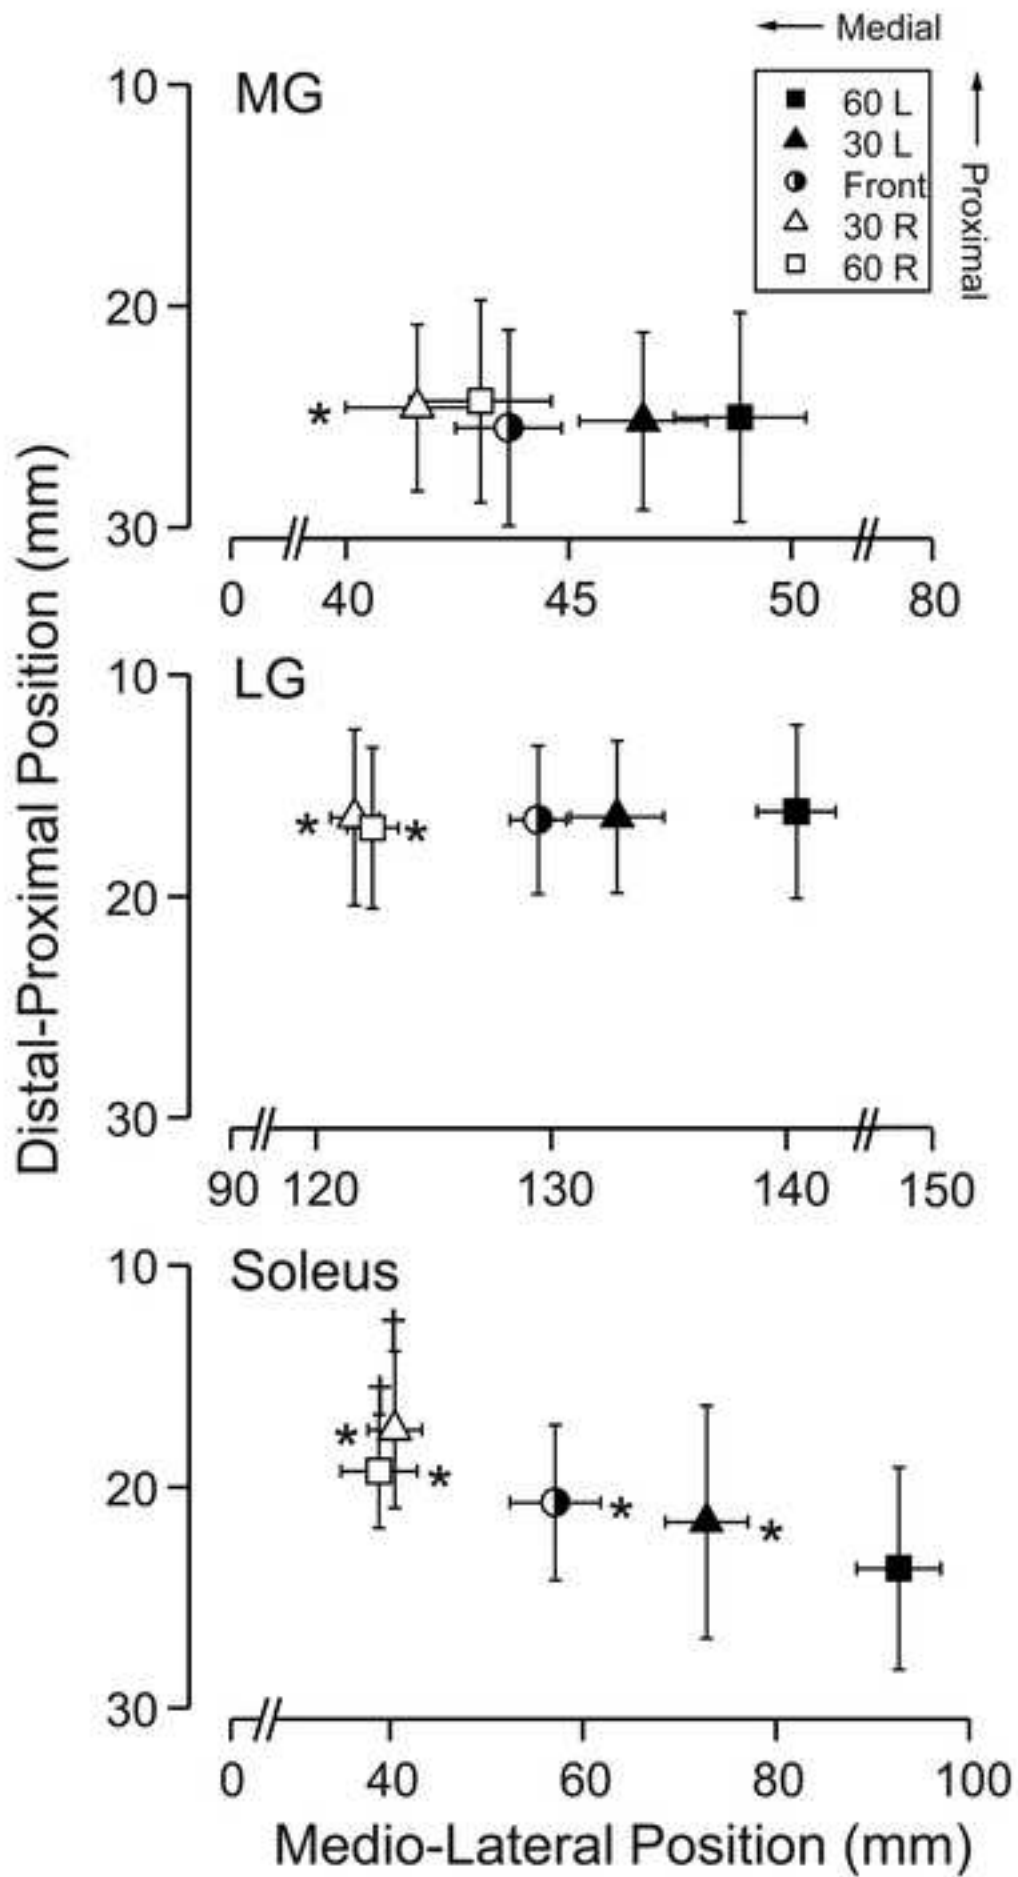 ← Medial
↑ Proximal
60 L
30 L
Front
30 R
60 R
Distal-Proximal Position (mm)
MG
10
20
30
*
0 40 45 50 80
LG
10
20
30
* *
90 120 130 140 150
Soleus
10
20
30
†
†
* * * *
0 40 60 80 100
Medio-Lateral Position (mm)